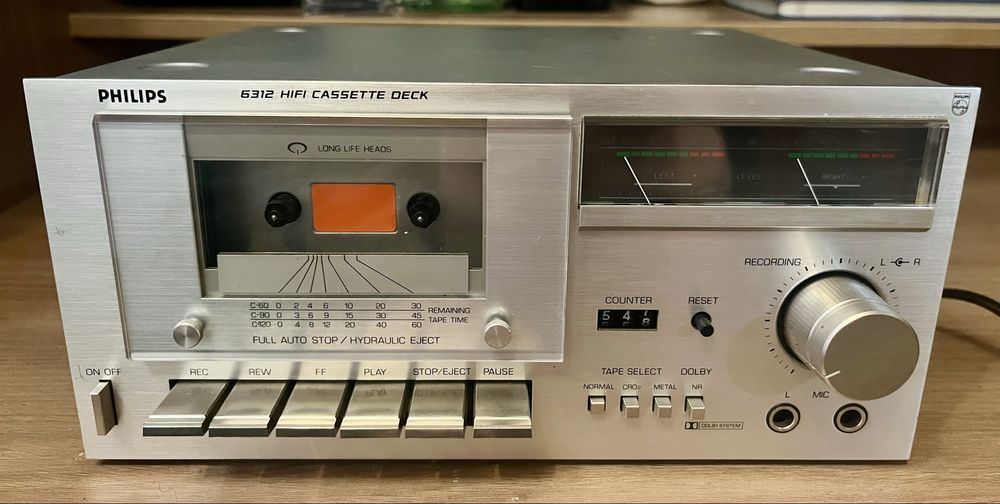 PHILIPS
6312 HIFI CASSETTE DECK
PHILIPS
LONG LIFE HEADS
LEFT LEVEL RIGHT
RECORDING L R
C-60 0 2 4 6 10 20 30
C-90 0 3 6 9 15 30 45
C120 0 4 8 12 20 40 60
REMAINING
TAPE TIME
FULL AUTO STOP / HYDRAULIC EJECT
COUNTER RESET
5 4
ON OFF
REC REW FF PLAY STOP/EJECT PAUSE
TAPE SELECT DOLBY
NORMAL CRO2 METAL NR
DOLBY SYSTEM
L MIC